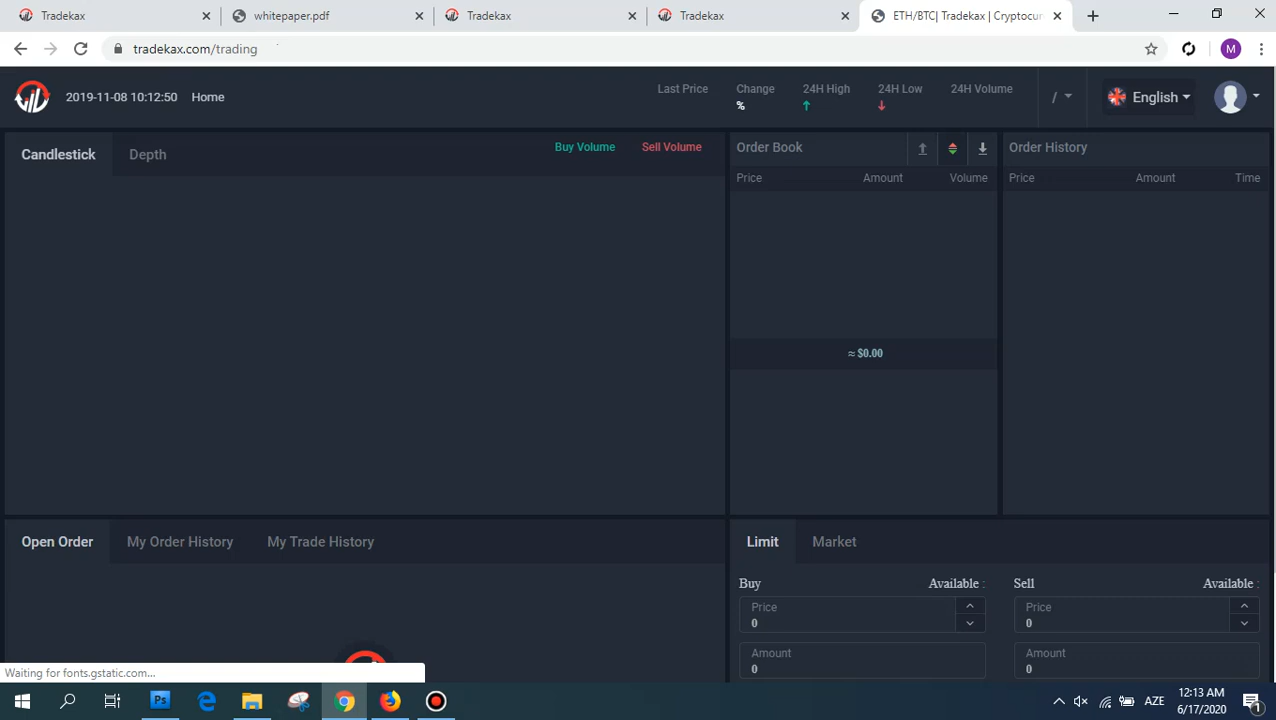 Tradekax
whitepaper.pdf
Tradekax
Tradekax
ETH/BTC| Tradekax | Cryptocur
tradekax.com/trading
M
2019-11-08 10:12:50
Home
Last Price
Change
%
24H High
24H Low
24H Volume
/
English
Candlestick
Depth
Buy Volume
Sell Volume
Order Book
Order History
Price
Amount
Volume
Price
Amount
Time
≈ $0.00
Open Order
My Order History
My Trade History
Limit
Market
Buy
Available :
Sell
Available :
Price
0
Price
0
Amount
0
Amount
0
Waiting for fonts.gstatic.com...
Ps
AZE
12:13 AM
6/17/2020
1